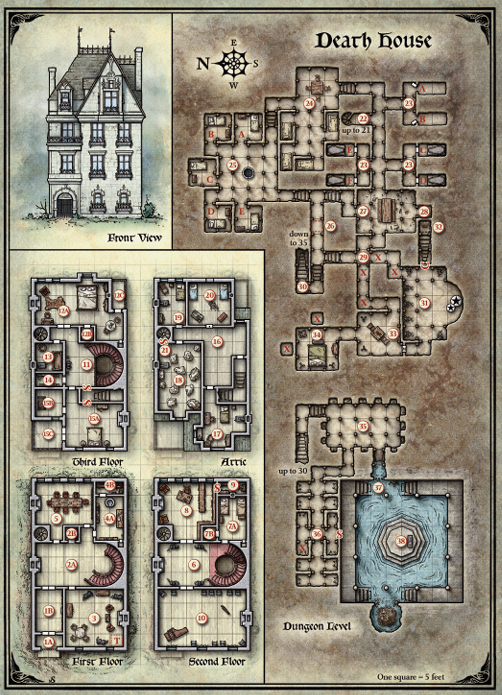 Death House
E
N
S
W
Front View
24
22
23
A
B
up to 21
B
A
25
C
D
E
23
23
26
27
28
32
down
to 35
29
X
X
X
X
30
31
33
34
X
X
12A
12C
12B
13
11
14
S
S
15B
15A
15C
Third Floor
20
19
16
S
21
18
17
Attic
35
up to 30
37
36
X
S
38
Dungeon Level
4B
5
4A
2B
2A
1B
3
1A
T
First Floor
8
S
9
7A
7B
6
10
Second Floor
One square = 5 feet